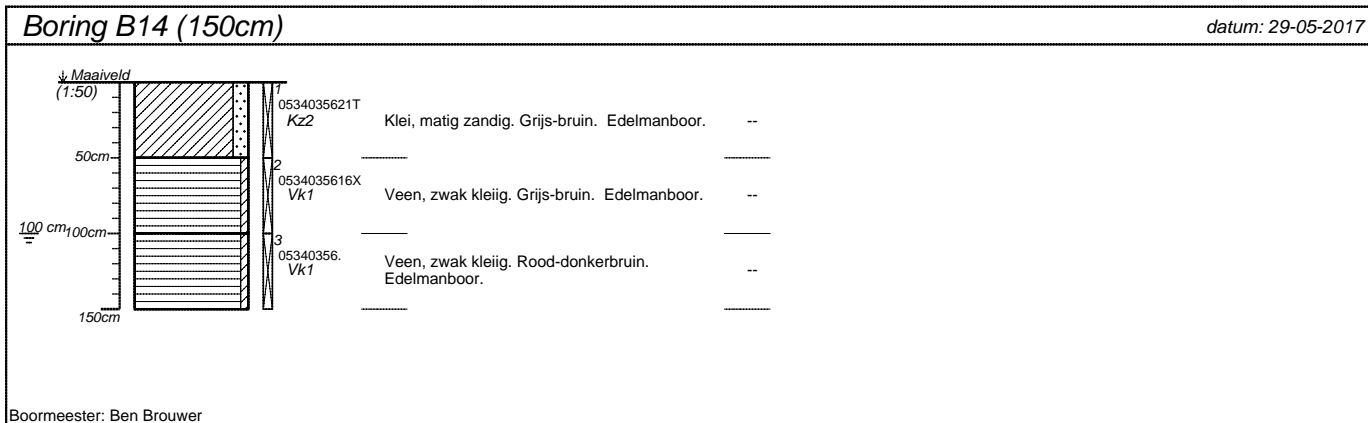 Boring B14 (150cm)
datum: 29-05-2017
Maaiveld
(1:50)
1
0534035621T
Kz2
Klei, matig zandig. Grijs-bruin. Edelmanboor.
--
50cm
2
0534035616X
Vk1
Veen, zwak kleiig. Grijs-bruin. Edelmanboor.
--
100 cm
100cm
3
05340356.
Vk1
Veen, zwak kleiig. Rood-donkerbruin.
Edelmanboor.
--
150cm
Boormeester: Ben Brouwer